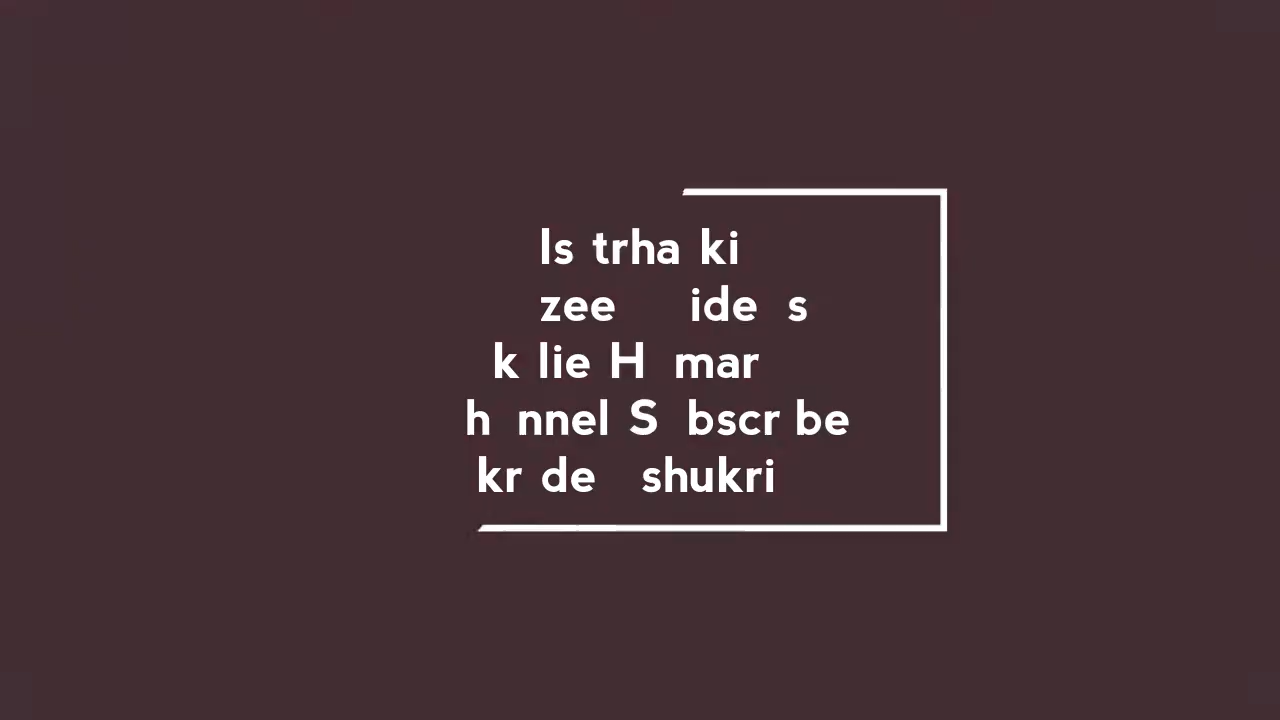 Is trha ki
zee ide s
k lie H mar
h nnel S bscr be
kr de shukri